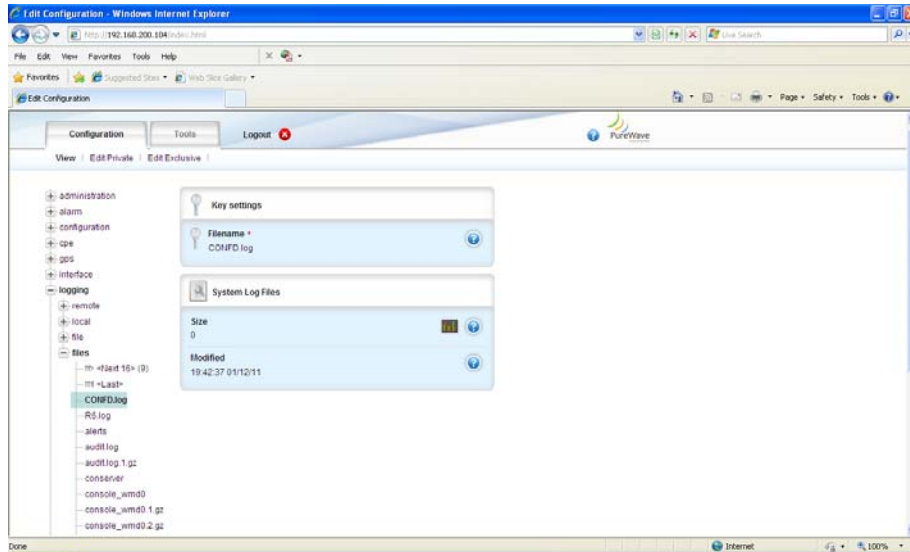 Edit Configuration - Windows Internet Explorer
http://192.168.200.104/index.html
Live Search
File Edit View Favorites Tools Help
Favorites Suggested Sites Web Slice Gallery
Edit Configuration
Page Safety Tools
Configuration Tools Logout PureWave
View Edit Private Edit Exclusive
administration
alarm
configuration
cpe
gps
interface
logging
remote
local
file
files
<Next 16> (9)
<Last>
CONFD.log
R6.log
alerts
audit.log
audit.log.1.gz
conserver
console_wmd0
console_wmd0.1.gz
console_wmd0.2.gz
Key settings
Filename *
CONFD.log
System Log Files
Size
0
Modified
19:42:37 01/12/11
Done Internet 100%